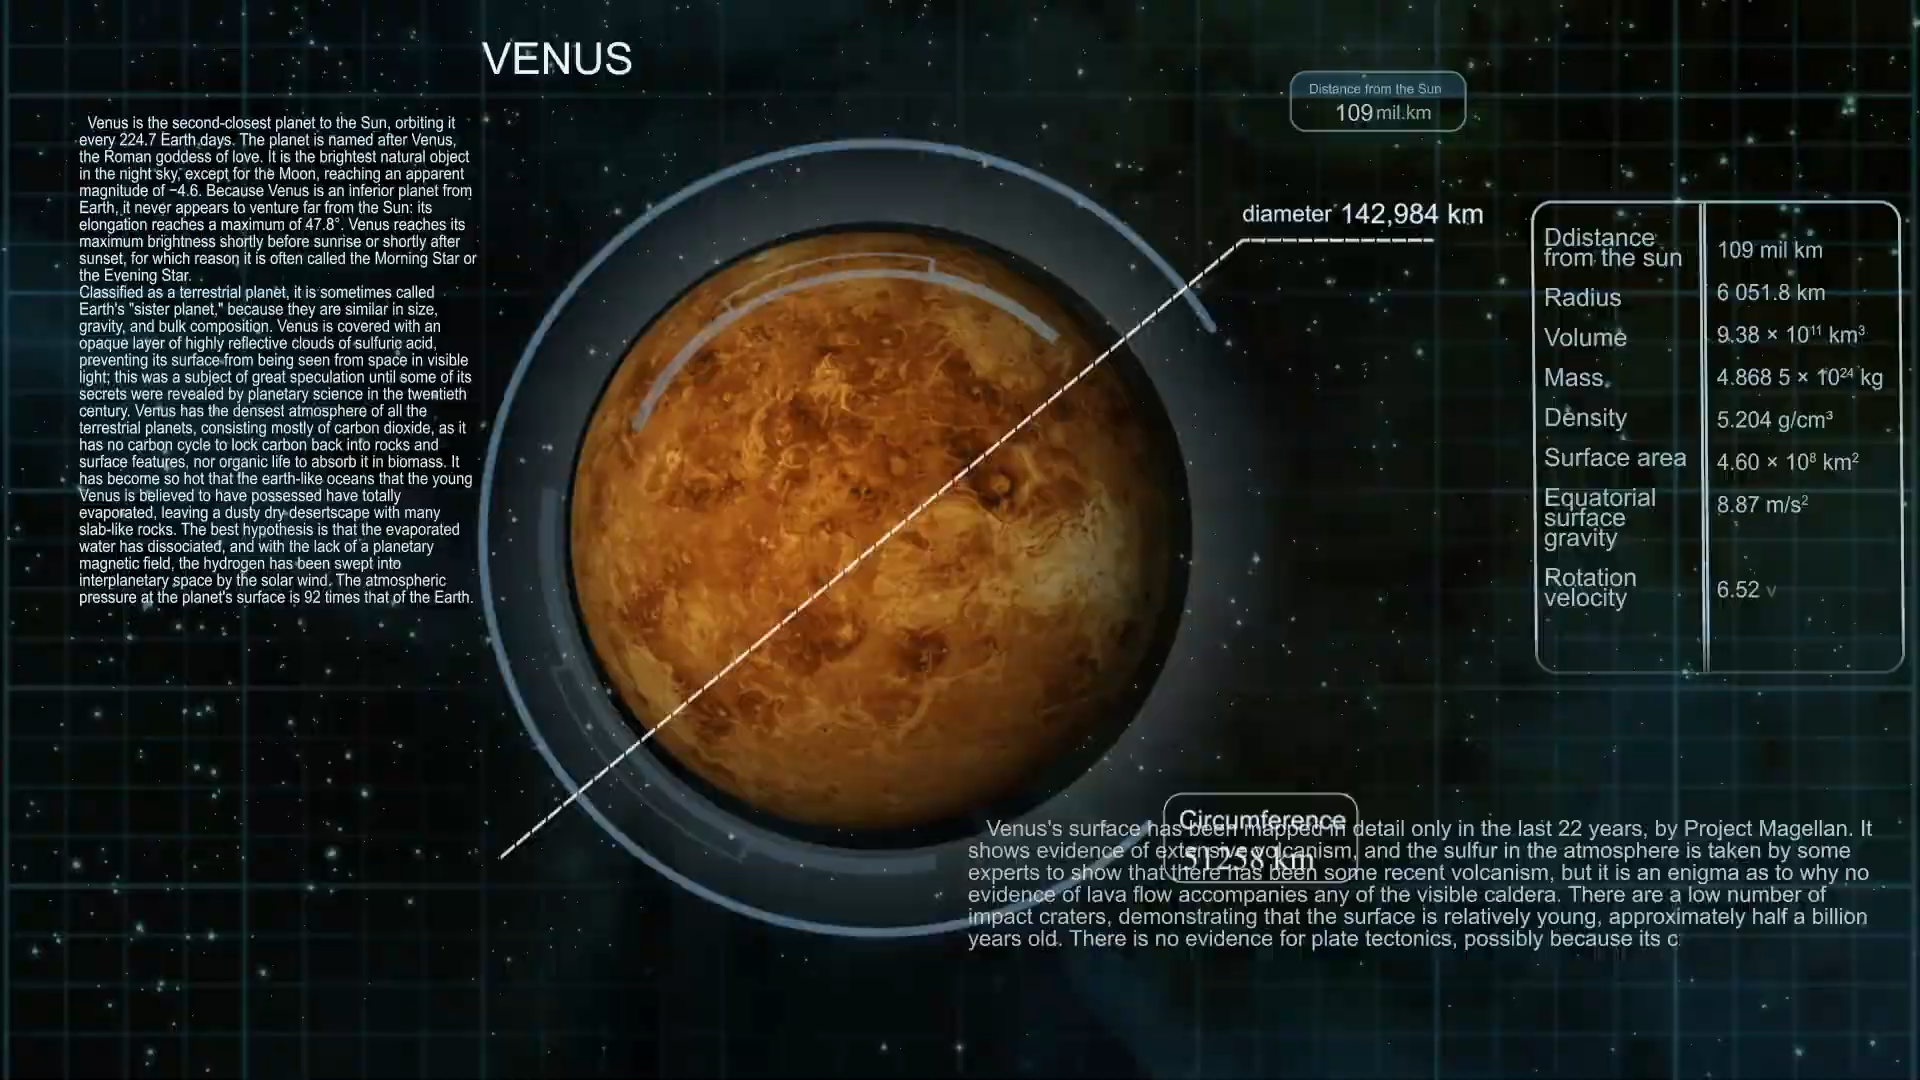 VENUS
Venus is the second-closest planet to the Sun, orbiting it
every 224.7 Earth days. The planet is named after Venus,
the Roman goddess of love. It is the brightest natural object
in the night sky, except for the Moon, reaching an apparent
magnitude of −4.6. Because Venus is an inferior planet from
Earth, it never appears to venture far from the Sun: its
elongation reaches a maximum of 47.8°. Venus reaches its
maximum brightness shortly before sunrise or shortly after
sunset, for which reason it is often called the Morning Star or
the Evening Star.
Classified as a terrestrial planet, it is sometimes called
Earth's "sister planet," because they are similar in size,
gravity, and bulk composition. Venus is covered with an
opaque layer of highly reflective clouds of sulfuric acid,
preventing its surface from being seen from space in visible
light; this was a subject of great speculation until some of its
secrets were revealed by planetary science in the twentieth
century. Venus has the densest atmosphere of all the
terrestrial planets, consisting mostly of carbon dioxide, as it
has no carbon cycle to lock carbon back into rocks and
surface features, nor organic life to absorb it in biomass. It
has become so hot that the earth-like oceans that the young
Venus is believed to have possessed have totally
evaporated, leaving a dusty dry desertscape with many
slab-like rocks. The best hypothesis is that the evaporated
water has dissociated, and with the lack of a planetary
magnetic field, the hydrogen has been swept into
interplanetary space by the solar wind. The atmospheric
pressure at the planet's surface is 92 times that of the Earth.
Distance from the Sun
109 mil.km
diameter 142,984 km
Ddistance
from the sun 109 mil km
Radius 6 051.8 km
Volume 9.38 × 10¹¹ km³
Mass 4.868 5 × 10²⁴ kg
Density 5.204 g/cm³
Surface area 4.60 × 10⁸ km²
Equatorial
surface
gravity 8.87 m/s²
Rotation
velocity 6.52 v
Circumference
51258 km
Venus's surface has been mapped in detail only in the last 22 years, by Project Magellan. It
shows evidence of extensive volcanism, and the sulfur in the atmosphere is taken by some
experts to show that there has been some recent volcanism, but it is an enigma as to why no
evidence of lava flow accompanies any of the visible caldera. There are a low number of
impact craters, demonstrating that the surface is relatively young, approximately half a billion
years old. There is no evidence for plate tectonics, possibly because its c